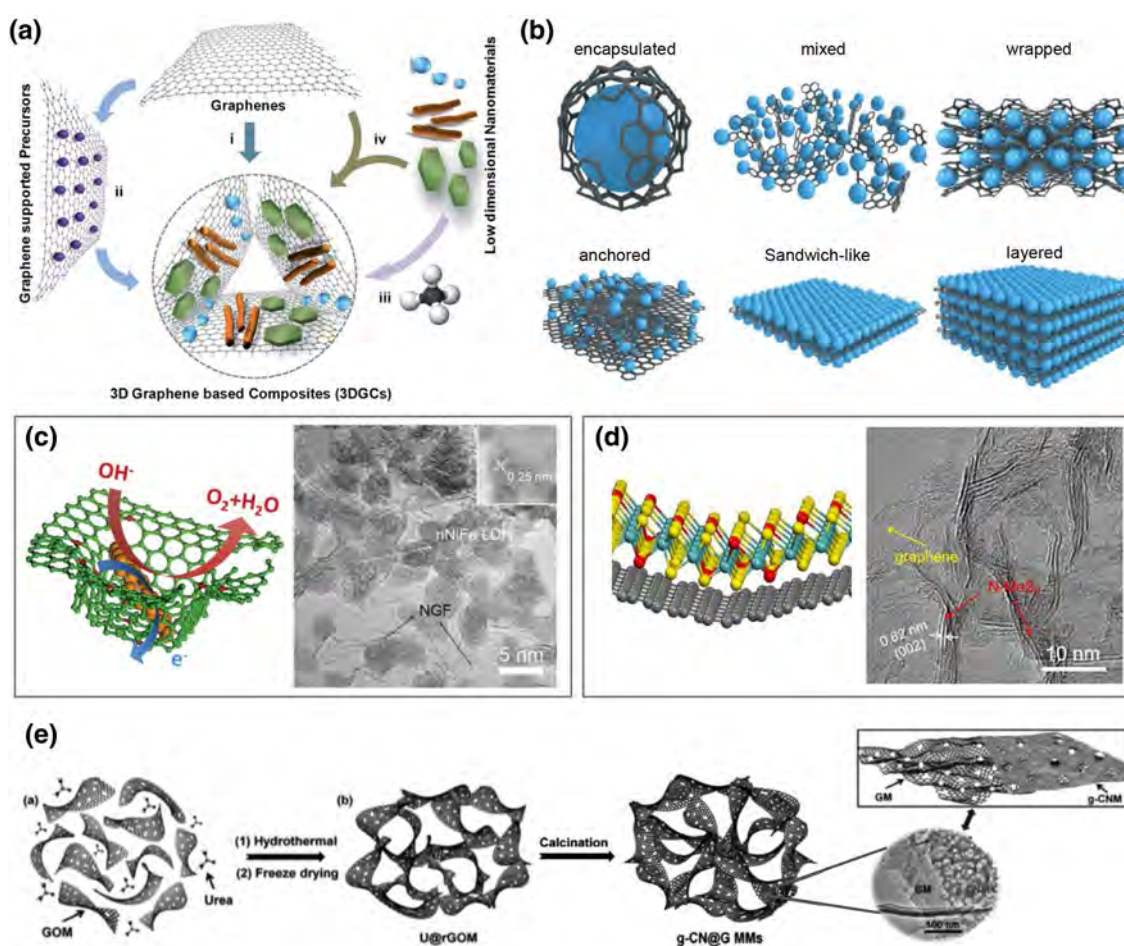 (a)
Graphenes
i
iv
ii
iii
Graphene supported Precursors
Low dimensional Nanomaterials
3D Graphene based Composites (3DGCs)
(b)
encapsulated
mixed
wrapped
anchored
Sandwich-like
layered
(c)
OH-
O2+H2O
e-
0.25 nm
nNiFe LDH
NGF
5 nm
(d)
graphene
0.62 nm
[002]
10 nm
(e)
(a)
GOM
Urea
(1) Hydrothermal
(2) Freeze drying
(b)
U@rGOM
Calcination
g-CN@G MMs
GM
g-CNM
GM
100 nm